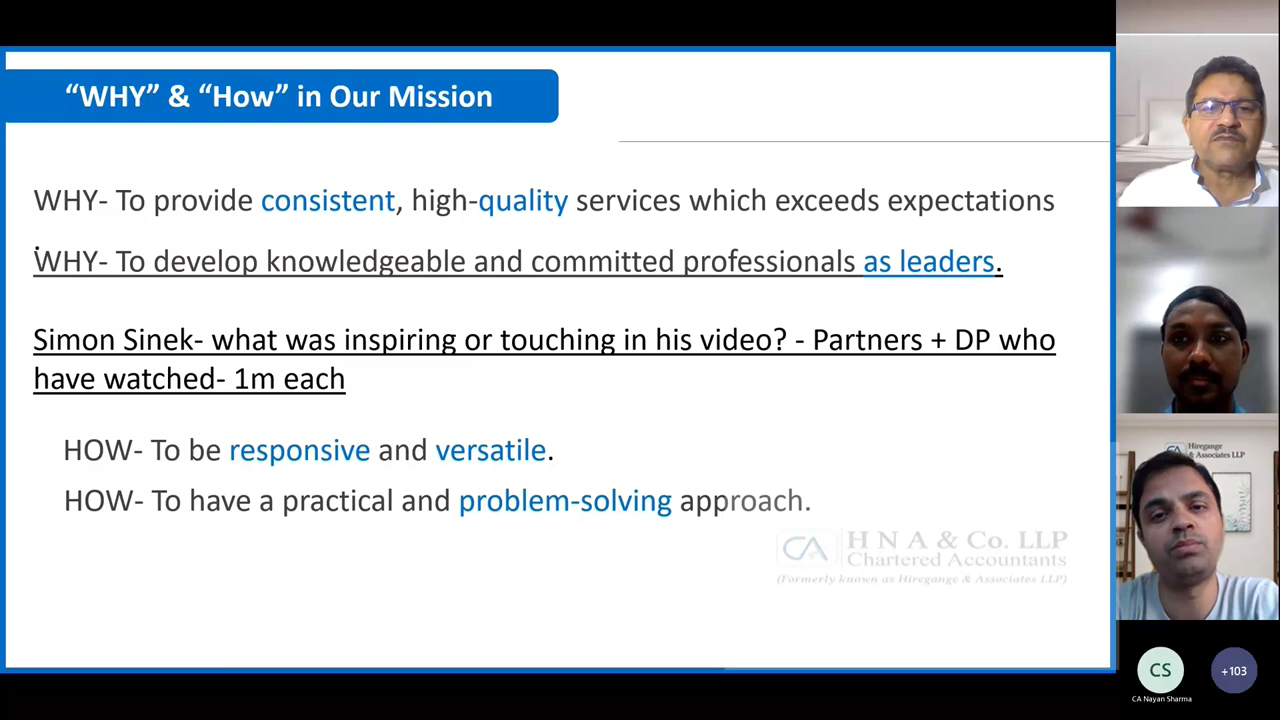 “WHY” & “How” in Our Mission
WHY- To provide consistent, high-quality services which exceeds expectations
.
WHY- To develop knowledgeable and committed professionals as leaders.
Simon Sinek- what was inspiring or touching in his video? - Partners + DP who
have watched- 1m each
HOW- To be responsive and versatile.
HOW- To have a practical and problem-solving approach.
CA
H N A & Co. LLP
Chartered Accountants
(Formerly known as Hiregange & Associates LLP)
CA
Hiregange
& Associates LLP
CS
CA Nayan Sharma
+103